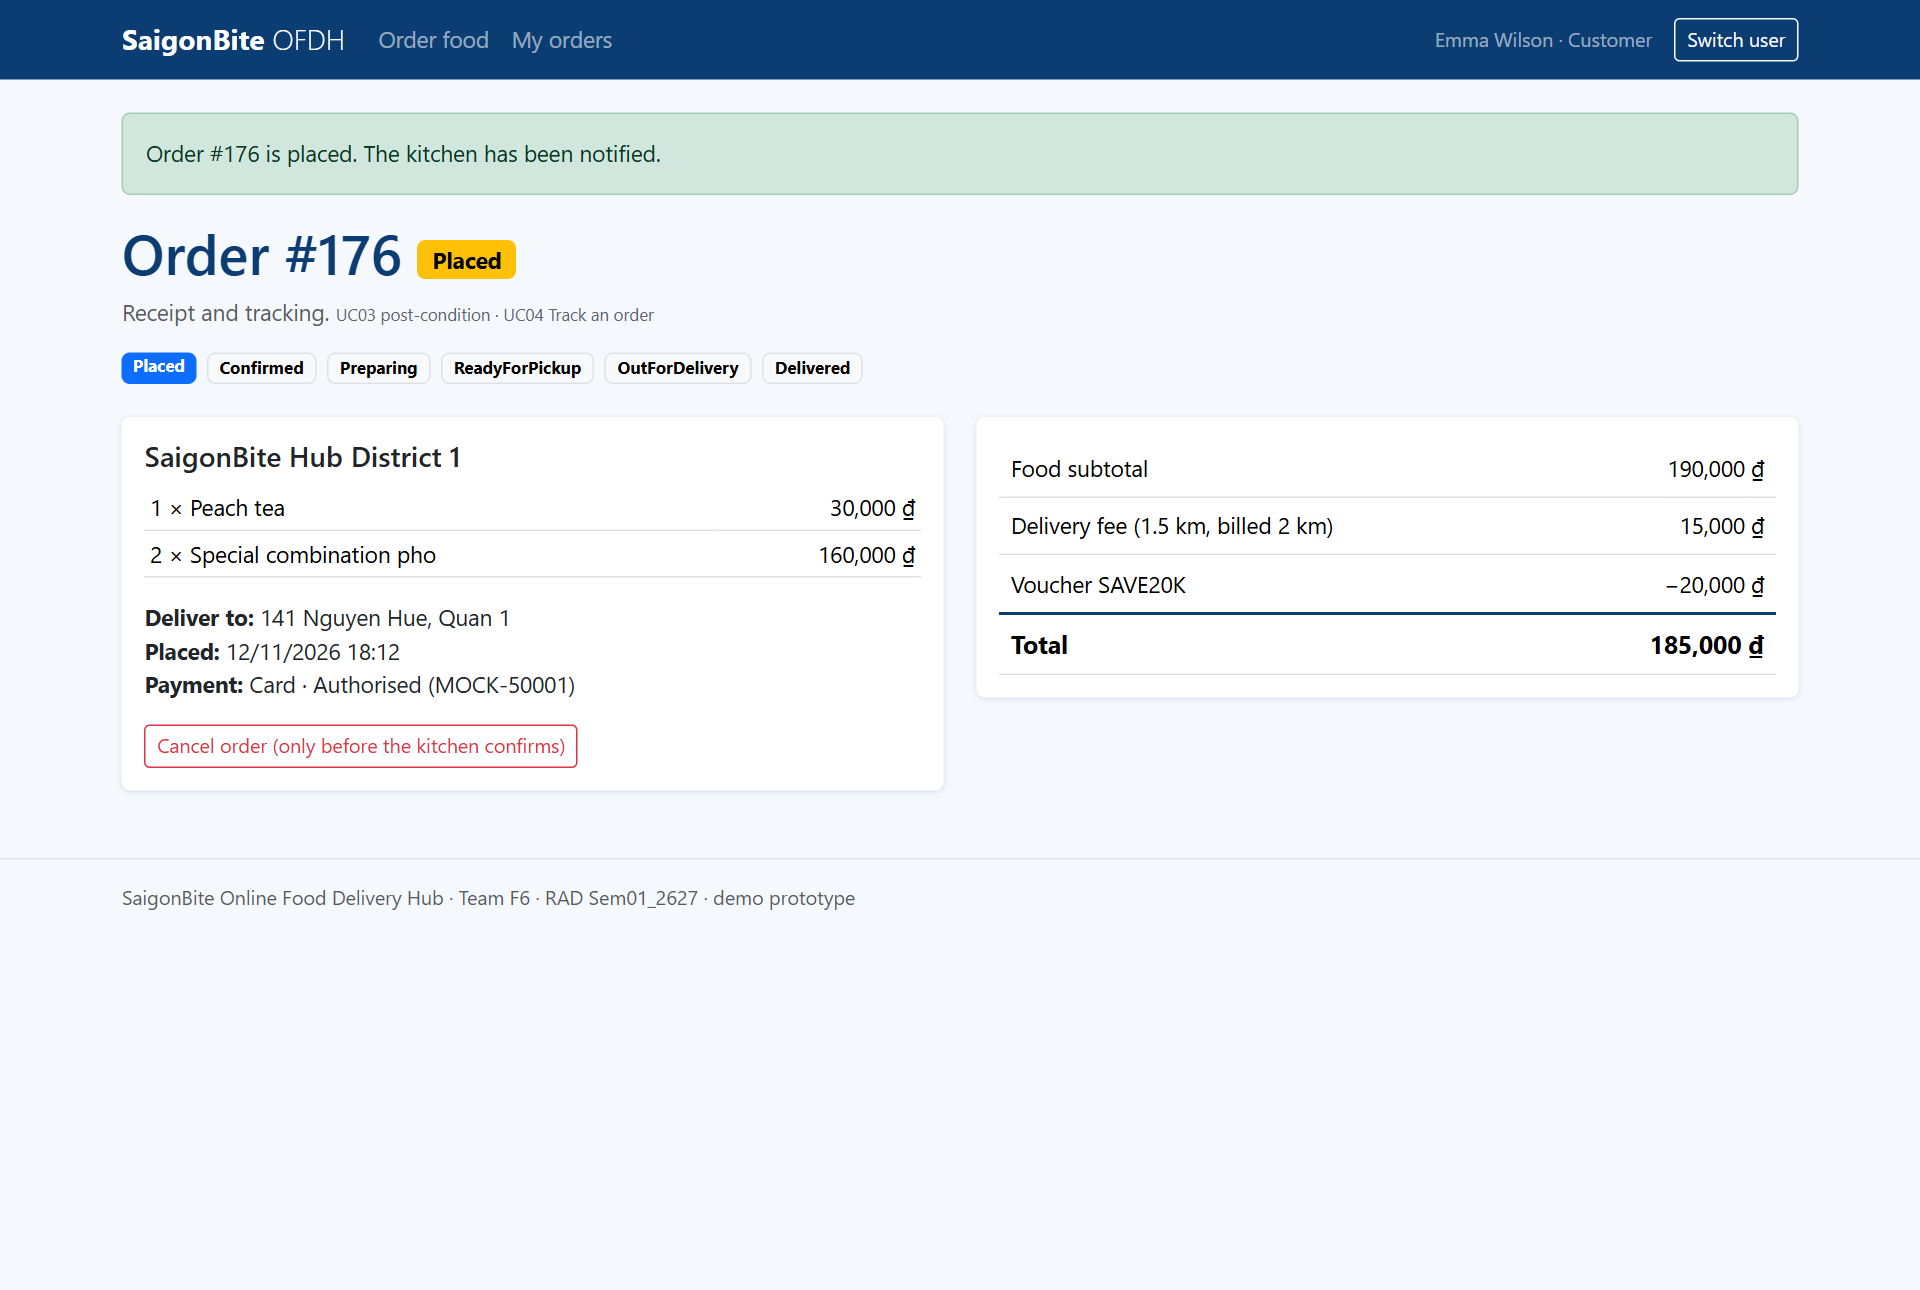 SaigonBite OFDH Order food My orders Emma Wilson · Customer Switch user
Order #176 is placed. The kitchen has been notified.
Order #176 Placed
Receipt and tracking. UC03 post-condition · UC04 Track an order
Placed Confirmed Preparing ReadyForPickup OutForDelivery Delivered
SaigonBite Hub District 1
1 × Peach tea 30,000 ₫
2 × Special combination pho 160,000 ₫
Deliver to: 141 Nguyen Hue, Quan 1
Placed: 12/11/2026 18:12
Payment: Card · Authorised (MOCK-50001)
Cancel order (only before the kitchen confirms)
Food subtotal 190,000 ₫
Delivery fee (1.5 km, billed 2 km) 15,000 ₫
Voucher SAVE20K −20,000 ₫
Total 185,000 ₫
SaigonBite Online Food Delivery Hub · Team F6 · RAD Sem01_2627 · demo prototype